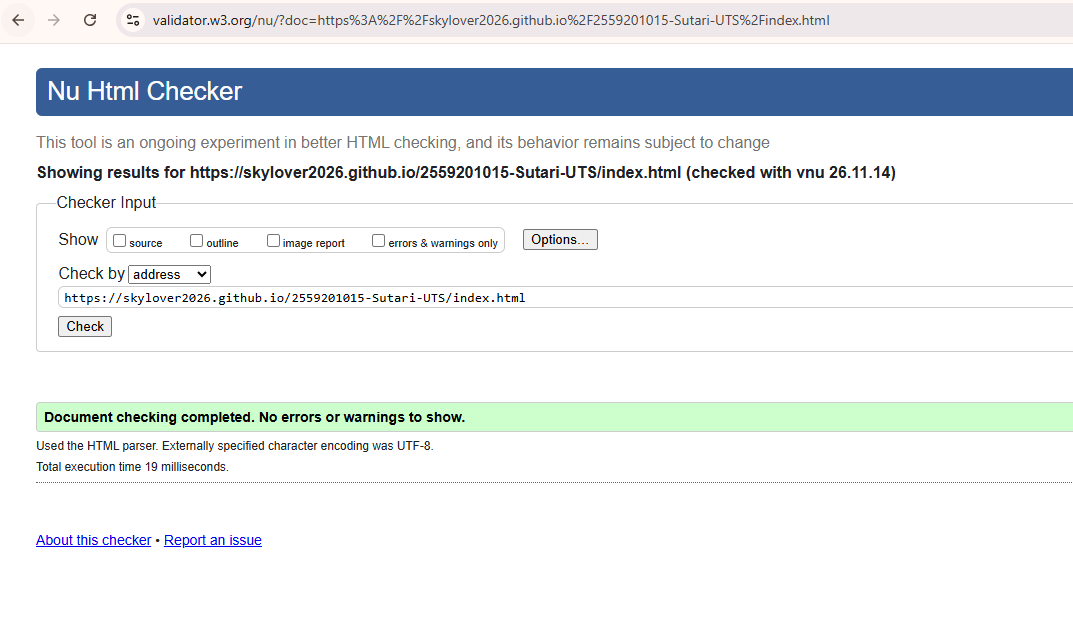 validator.w3.org/nu/?doc=https%3A%2F%2Fskylover2026.github.io%2F2559201015-Sutari-UTS%2Findex.html
Nu Html Checker
This tool is an ongoing experiment in better HTML checking, and its behavior remains subject to change
Showing results for https://skylover2026.github.io/2559201015-Sutari-UTS/index.html (checked with vnu 26.11.14)
Checker Input
Show source outline image report errors & warnings only Options...
Check by address
https://skylover2026.github.io/2559201015-Sutari-UTS/index.html
Check
Document checking completed. No errors or warnings to show.
Used the HTML parser. Externally specified character encoding was UTF-8.
Total execution time 19 milliseconds.
About this checker • Report an issue